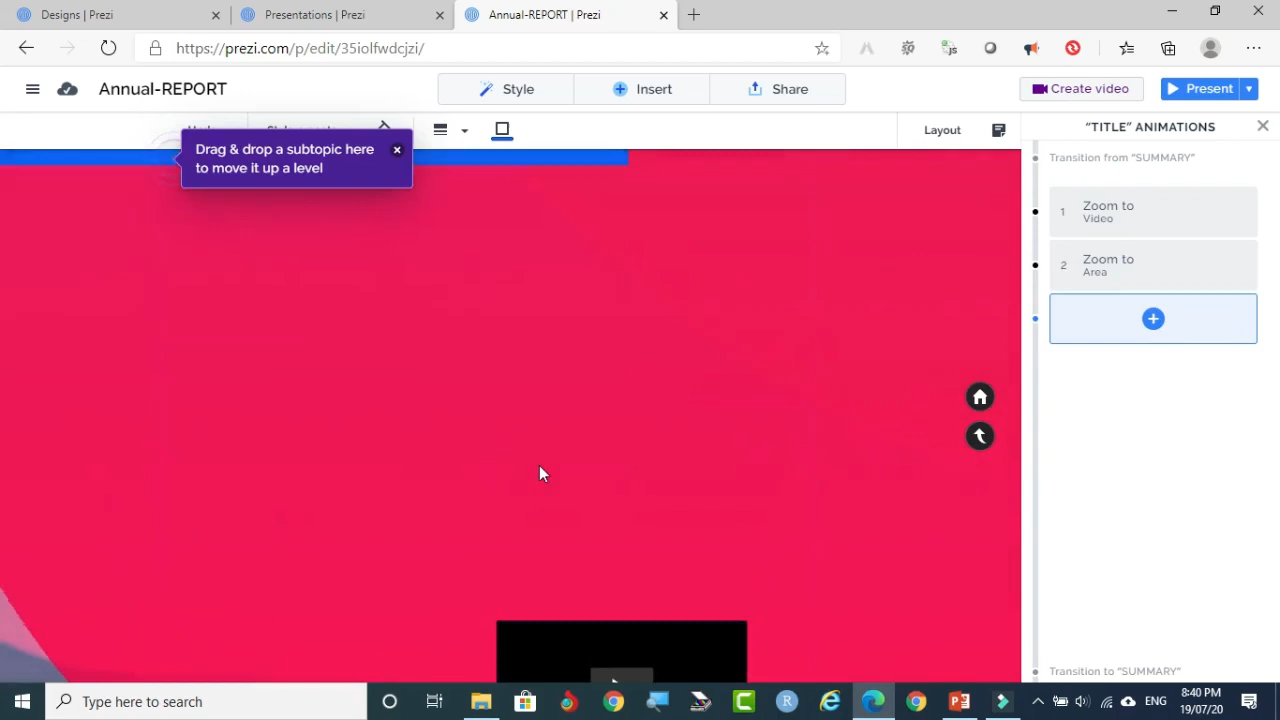 Designs | Prezi
Presentations | Prezi
Annual-REPORT | Prezi
https://prezi.com/p/edit/35iolfwdcjzi/
Annual-REPORT
Style
Insert
Share
Create video
Present
Drag & drop a subtopic here
to move it up a level
Layout
"TITLE" ANIMATIONS
Transition from "SUMMARY"
1
Zoom to
Video
2
Zoom to
Area
Transition to "SUMMARY"
Type here to search
ENG
8:40 PM
19/07/20